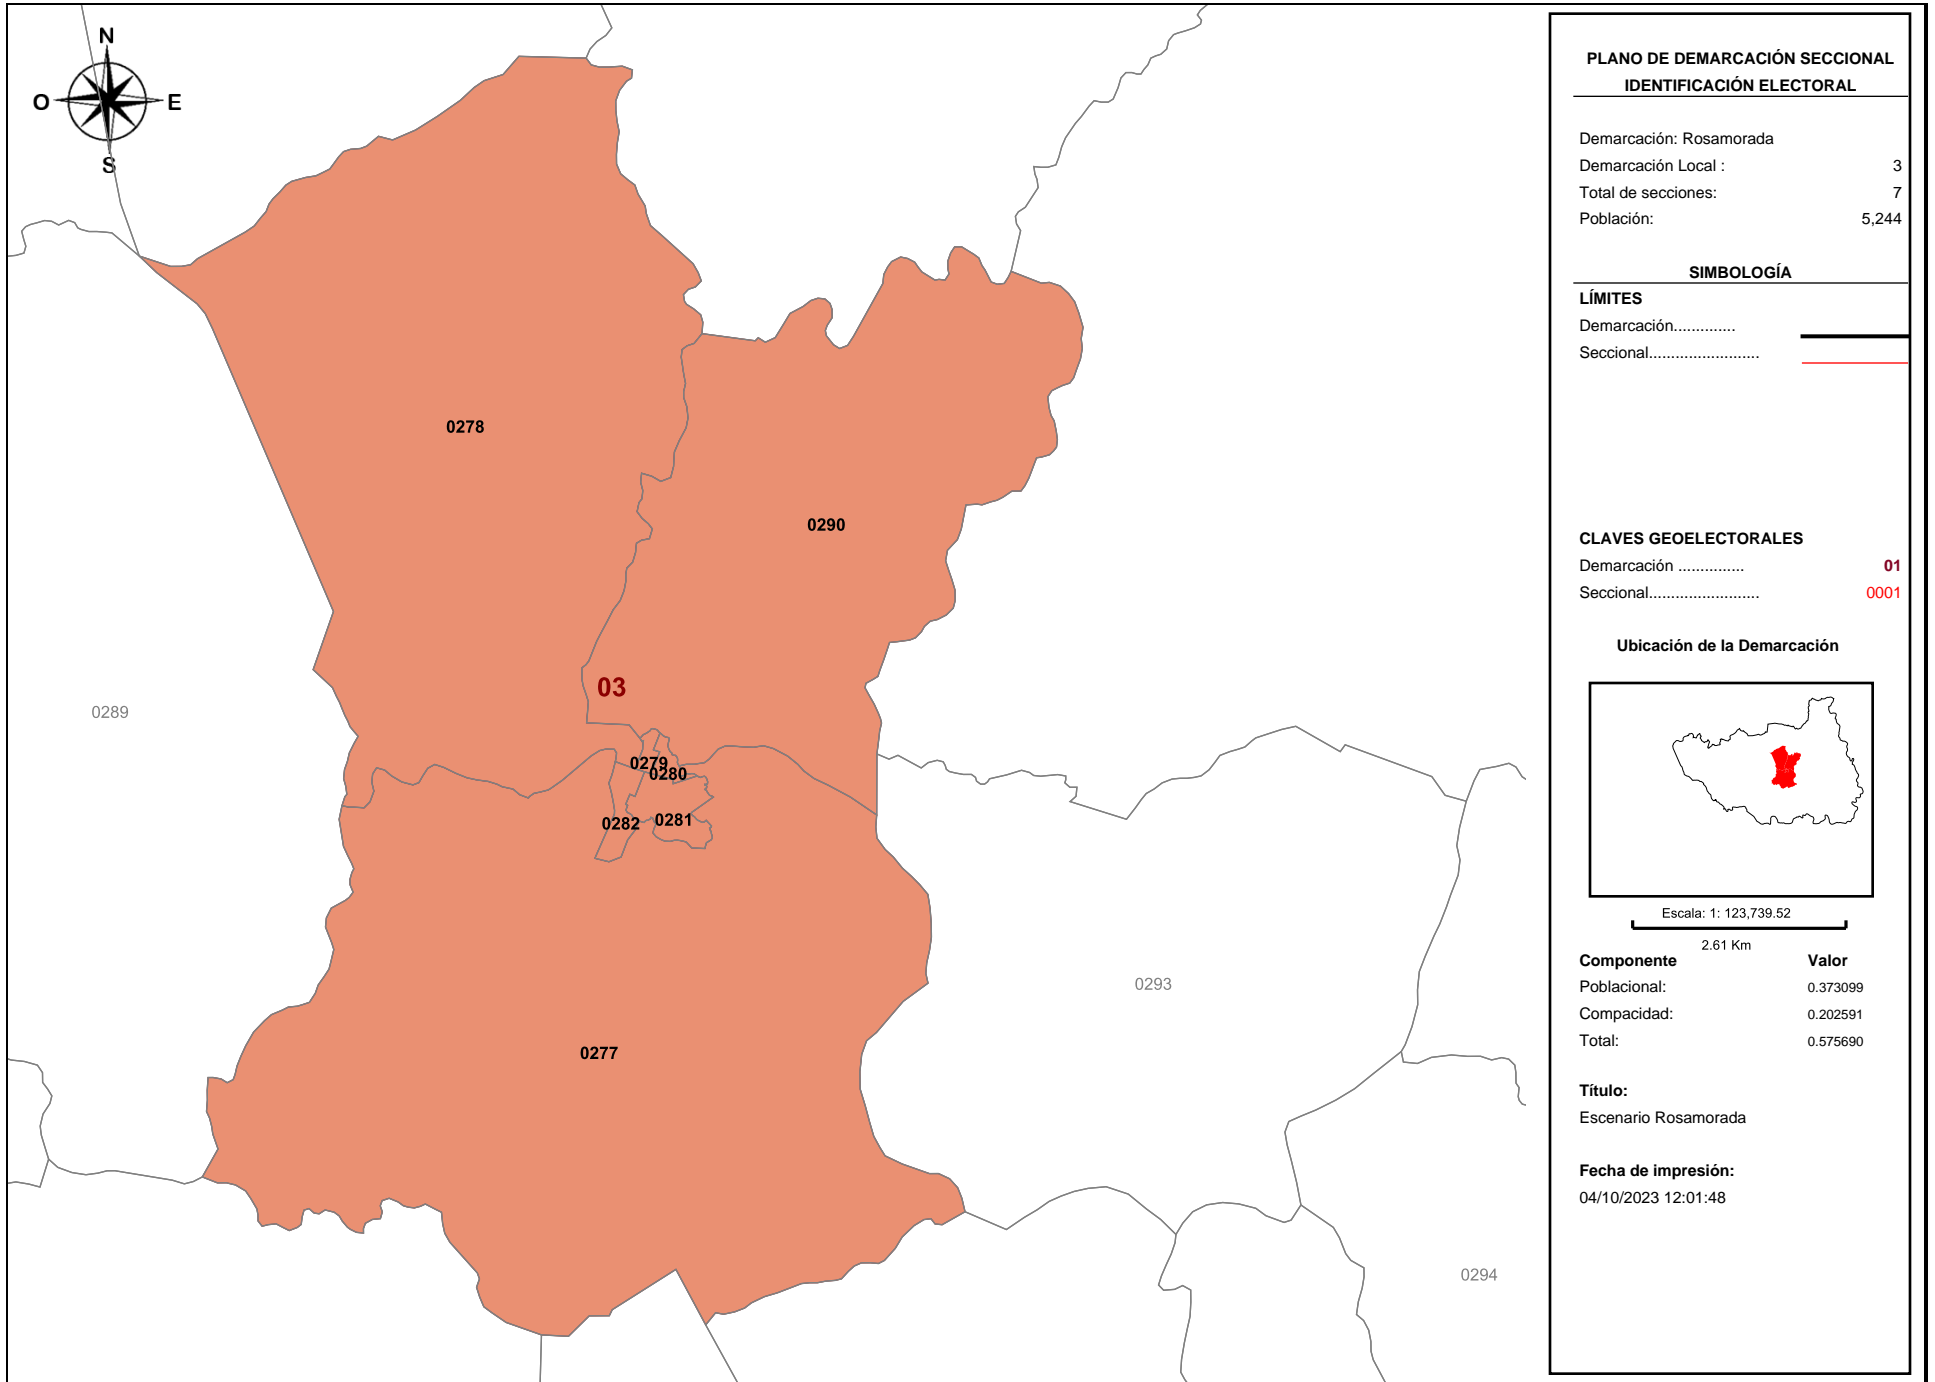 N
O
E
S
0278
0290
03
0289
0279
0280
0282
0281
0293
0277
0294
PLANO DE DEMARCACIÓN SECCIONAL
IDENTIFICACIÓN ELECTORAL
Demarcación: Rosamorada
Demarcación Local : 3
Total de secciones: 7
Población: 5,244
SIMBOLOGÍA
LÍMITES
Demarcación..............
Seccional.........................
CLAVES GEOELECTORALES
Demarcación ............... 01
Seccional......................... 0001
Ubicación de la Demarcación
Escala: 1: 123,739.52
2.61 Km
Componente Valor
Poblacional: 0.373099
Compacidad: 0.202591
Total: 0.575690
Título:
Escenario Rosamorada
Fecha de impresión:
04/10/2023 12:01:48